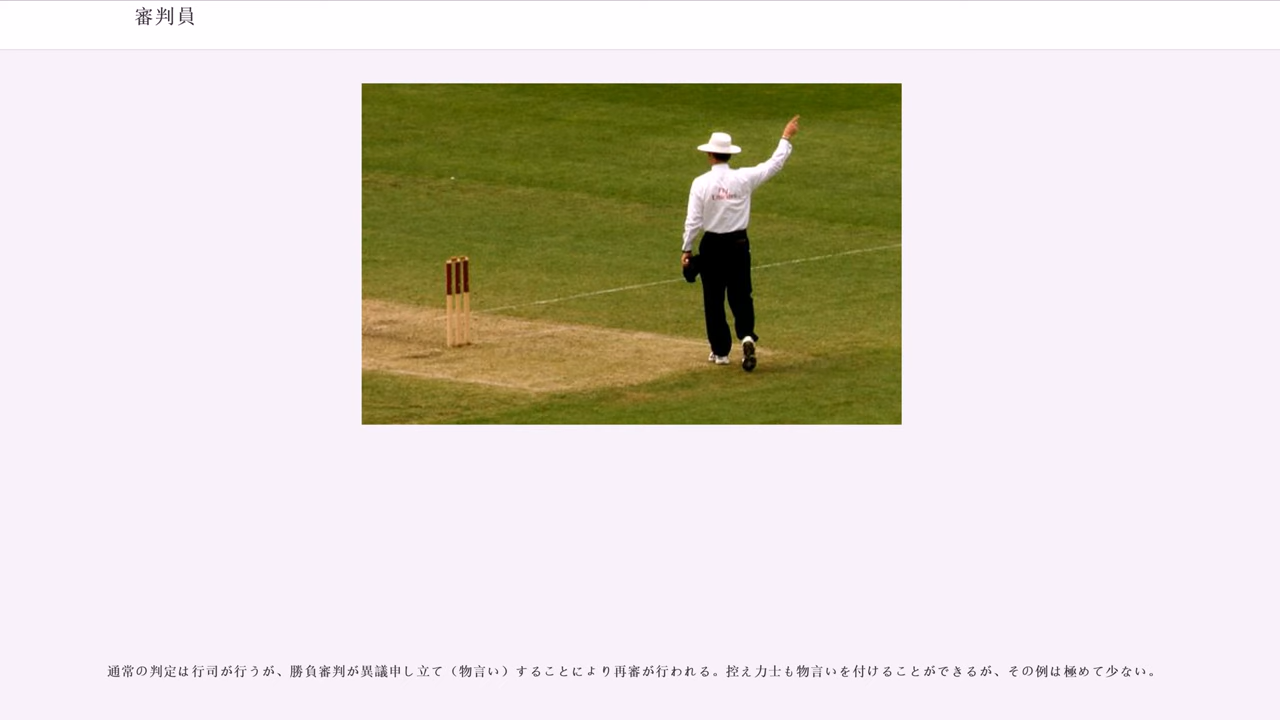 審判員
通常の判定は行司が行うが、勝負審判が異議申し立て（物言い）することにより再審が行われる。控え力士も物言いを付けることができるが、その例は極めて少ない。